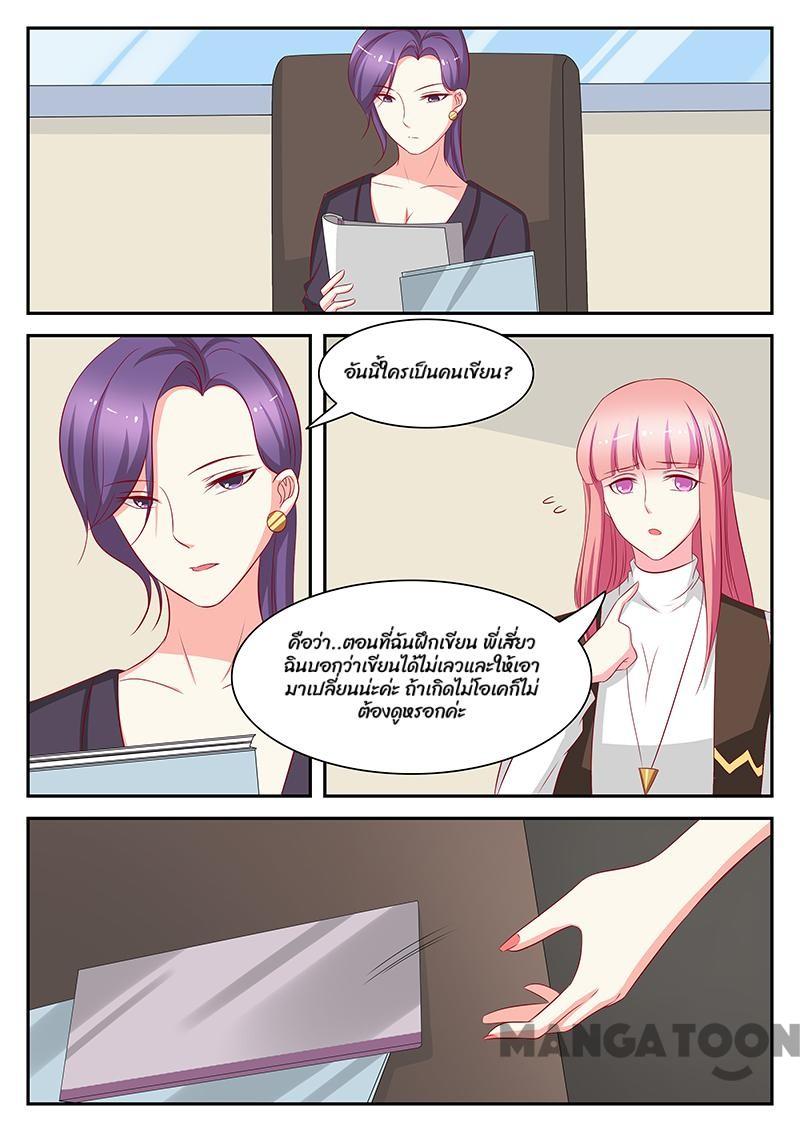 อันนี้ใครเป็นคนเขียน?
คือว่า..ตอนที่ฉันฝึกเขียน พี่เสี่ยว
ฉินบอกว่าเขียนได้ไม่เลวและให้เอา
มาเปลี่ยนน่ะค่ะ ถ้าเกิดไม่โอเคก็ไม่
ต้องดูหรอกค่ะ
MANGATOON